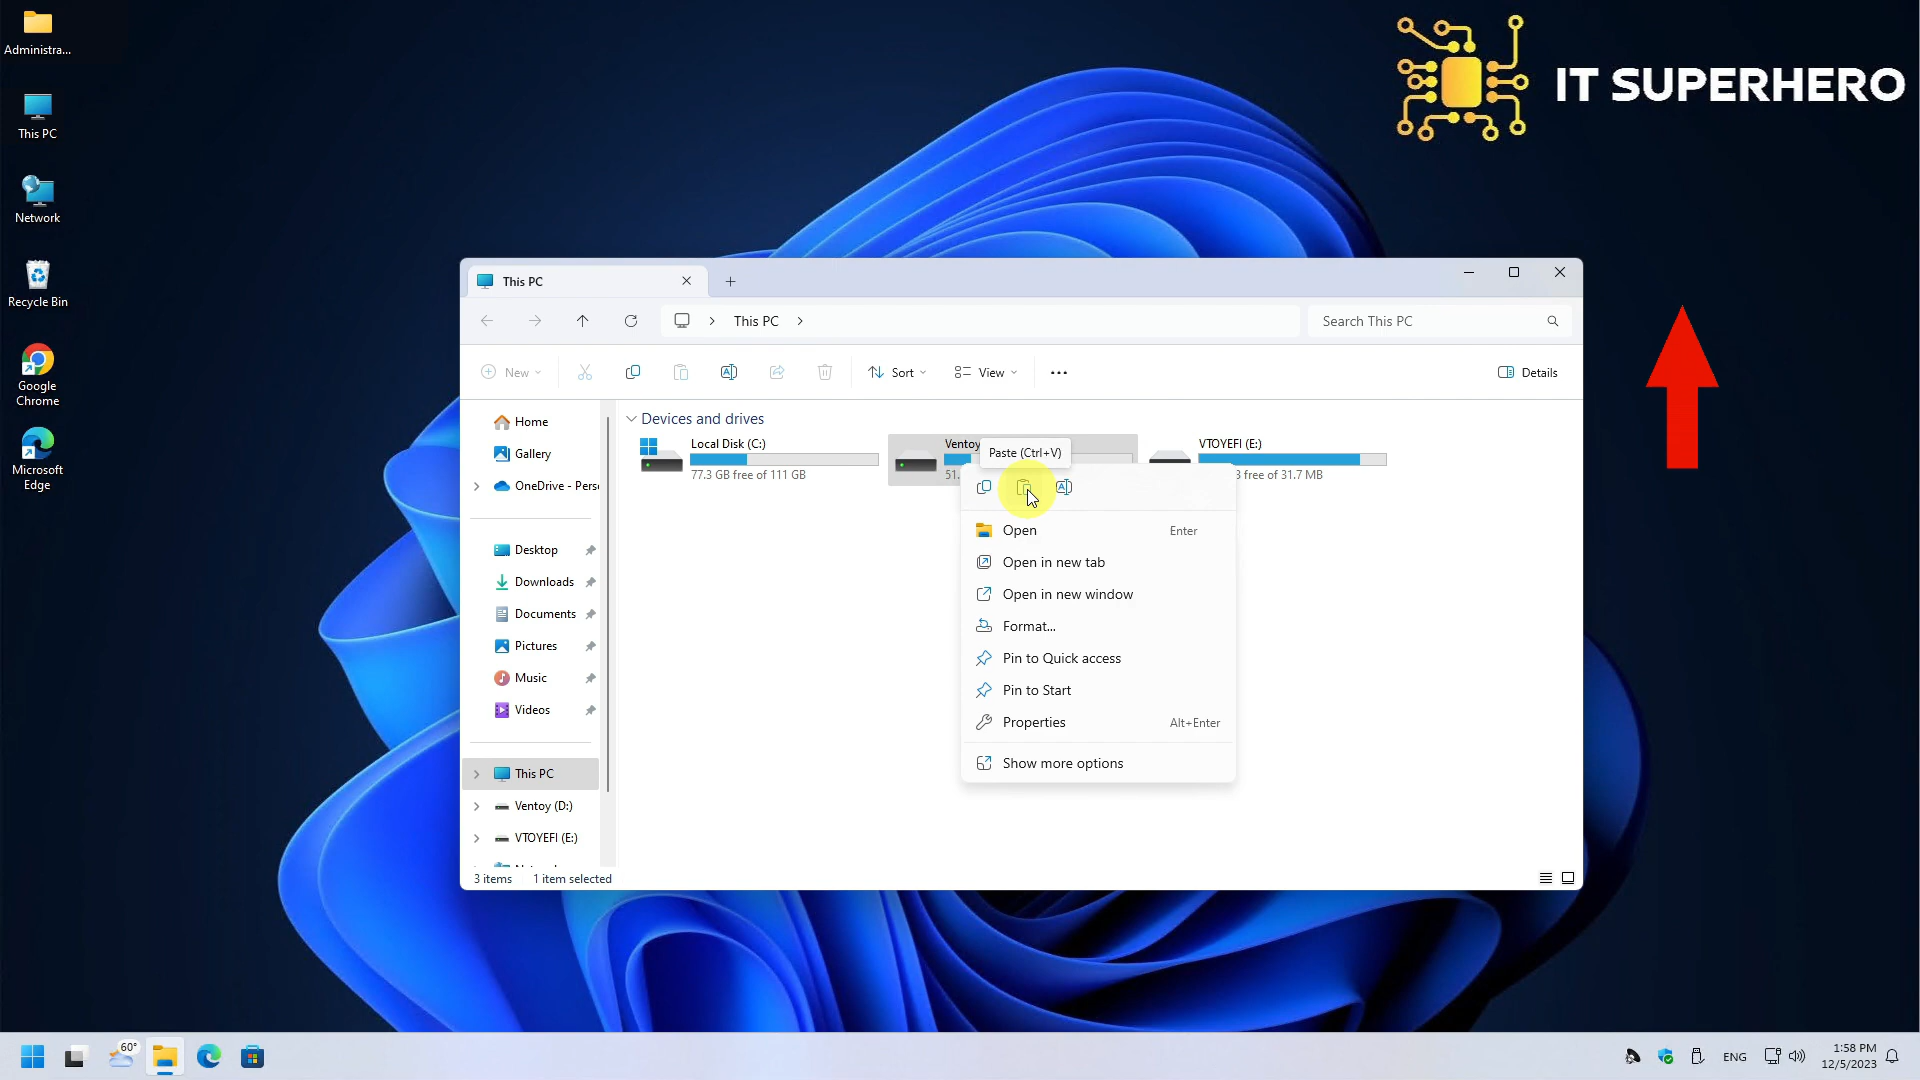 Administra...
This PC
Network
Recycle Bin
Google
Chrome
Microsoft
Edge
IT SUPERHERO
This PC
This PC
Search This PC
New
Sort
View
Details
Home
Gallery
OneDrive - Pers
Desktop
Downloads
Documents
Pictures
Music
Videos
This PC
Ventoy (D:)
VTOYEFI (E:)
Devices and drives
Local Disk (C:)
77.3 GB free of 111 GB
Ventoy
51.
VTOYEFI (E:)
free of 31.7 MB
Paste (Ctrl+V)
Open Enter
Open in new tab
Open in new window
Format...
Pin to Quick access
Pin to Start
Properties Alt+Enter
Show more options
3 items 1 item selected
60°
ENG
1:58 PM
12/5/2023